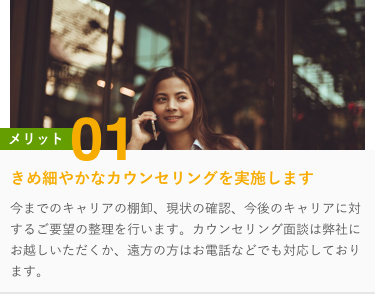 メリット 01
きめ細やかなカウンセリングを実施します
今までのキャリアの棚卸、現状の確認、今後のキャリアに対
するご要望の整理を行います。カウンセリング面談は弊社に
お越しいただくか、遠方の方はお電話などでも対応しており
ます。